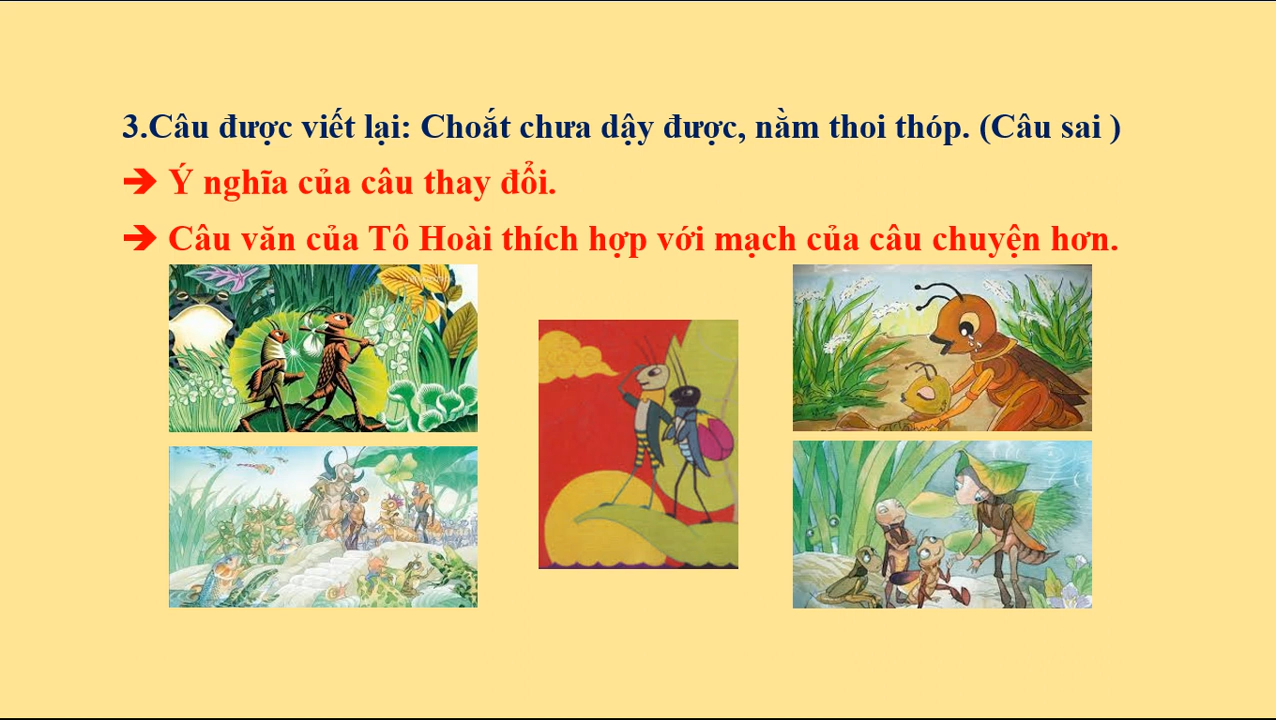 3.Câu được viết lại: Choắt chưa dậy được, nằm thoi thóp. (Câu sai )
➔ Ý nghĩa của câu thay đổi.
➔ Câu văn của Tô Hoài thích hợp với mạch của câu chuyện hơn.